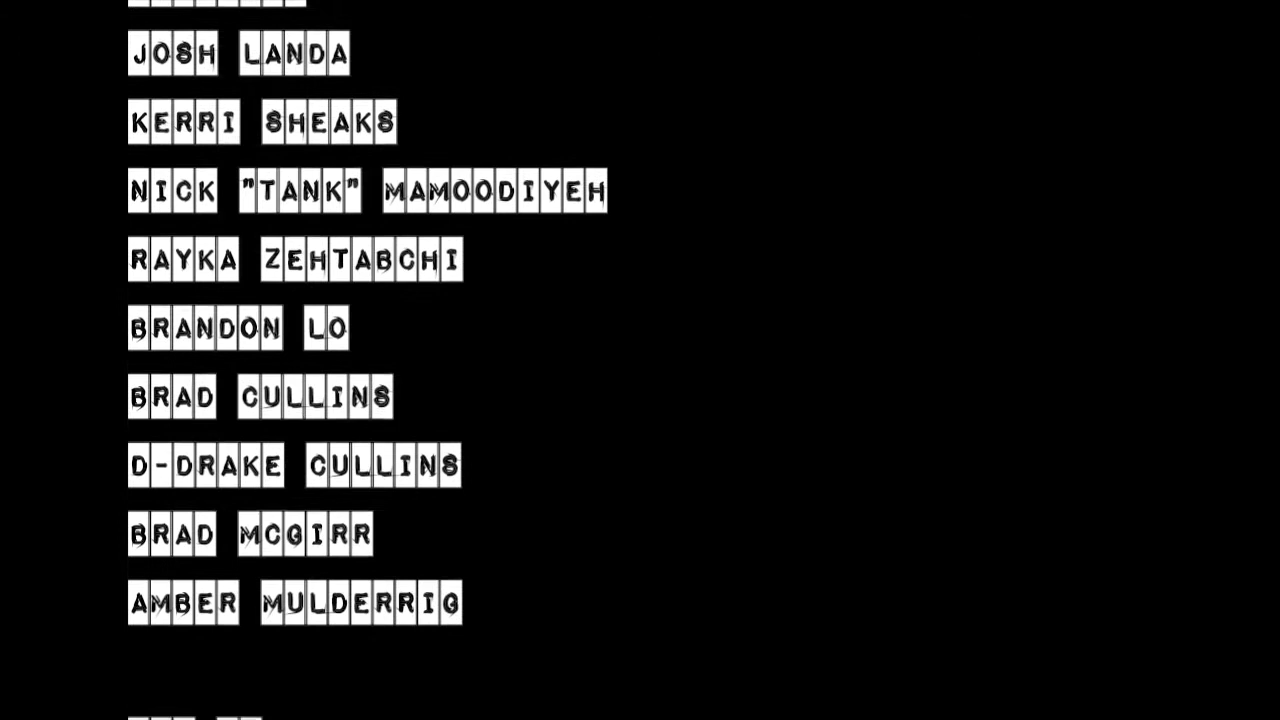 JOSH LANDA
KERRI SHEAKS
NICK "TANK" MAMOODIYEH
RAYKA ZEHTABCHI
BRANDON LO
BRAD CULLINS
D-DRAKE CULLINS
BRAD MCGIRR
AMBER MULDERRIG